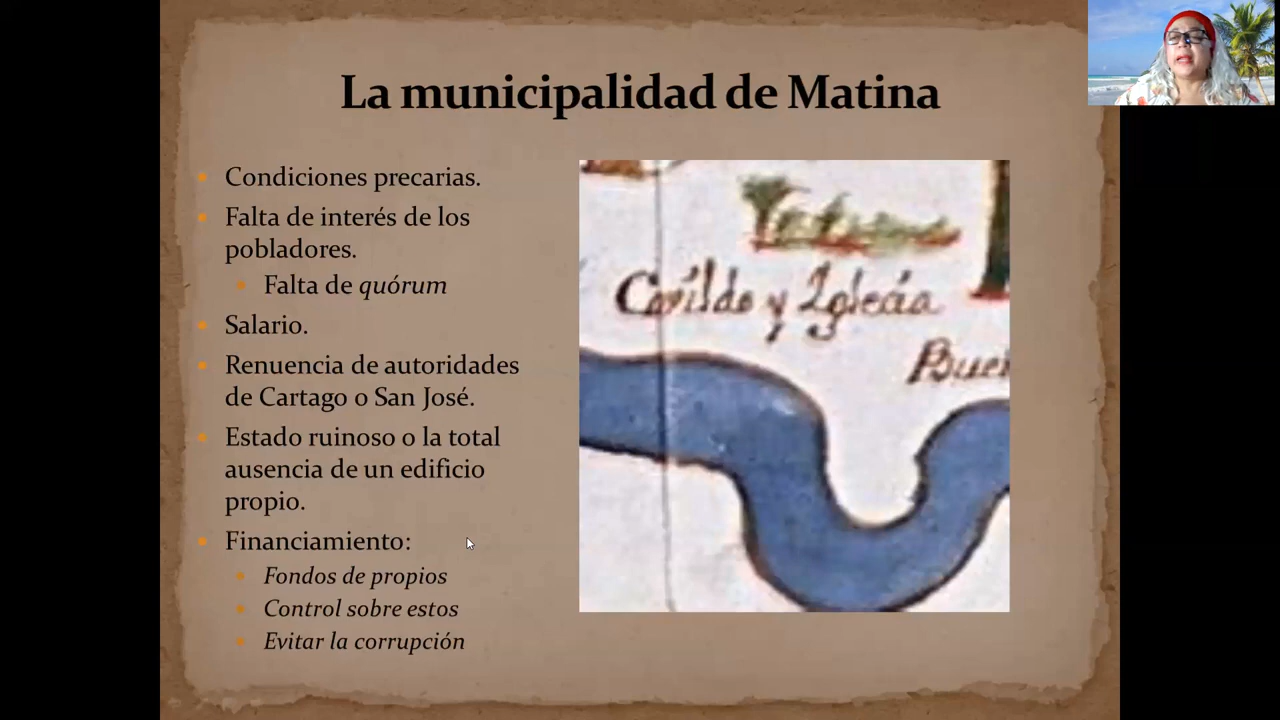 La municipalidad de Matina
Condiciones precarias.
Falta de interés de los
pobladores.
Falta de quórum
Salario.
Renuencia de autoridades
de Cartago o San José.
Estado ruinoso o la total
ausencia de un edificio
propio.
Financiamiento:
Fondos de propios
Control sobre estos
Evitar la corrupción
Cavildo y Iglecia